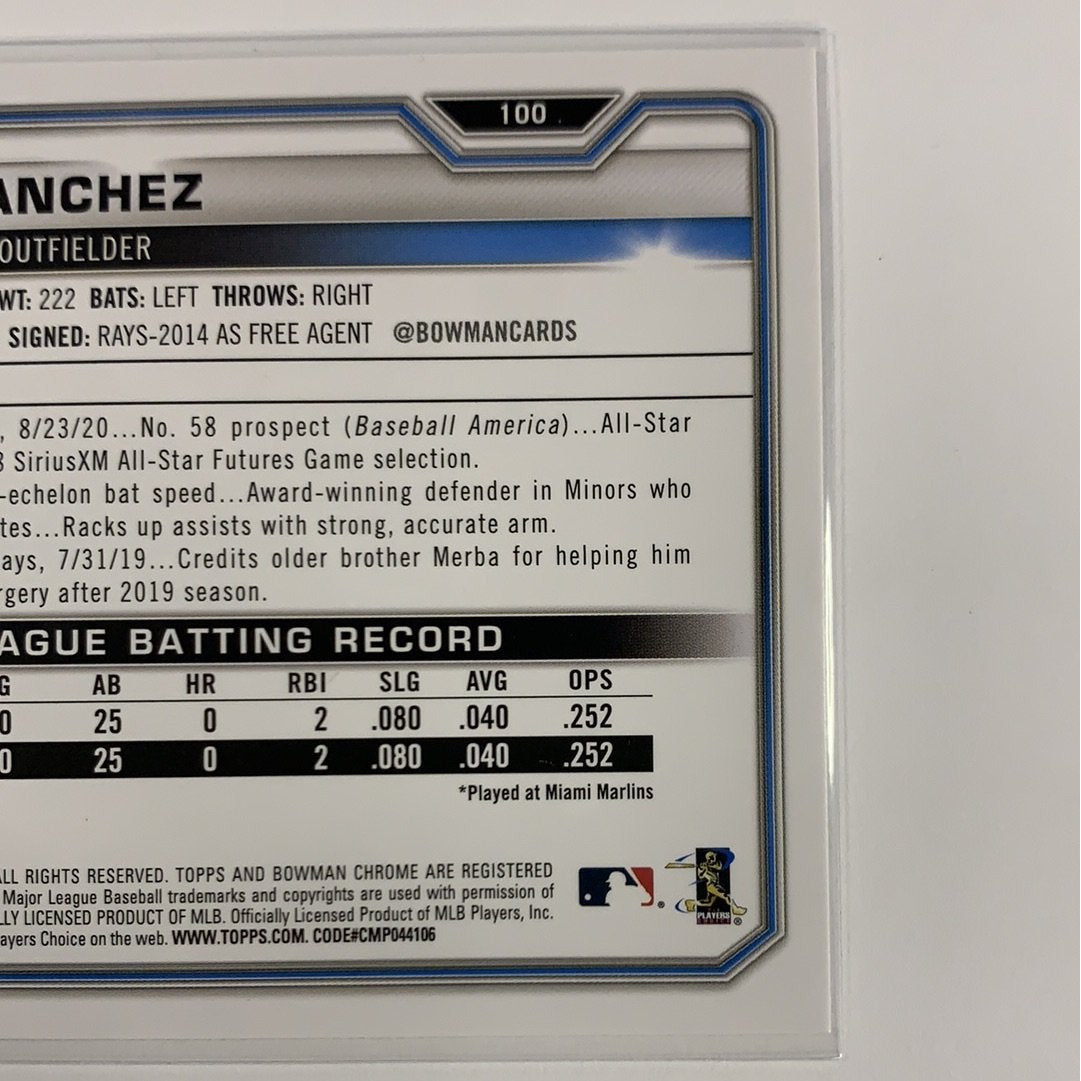 100
ANCHEZ
OUTFIELDER
WT: 222 BATS: LEFT THROWS: RIGHT
SIGNED: RAYS-2014 AS FREE AGENT @BOWMANCARDS
, 8/23/20...No. 58 prospect (Baseball America)...All-Star
SiriusXM All-Star Futures Game selection.
-echelon bat speed...Award-winning defender in Minors who
tes...Racks up assists with strong, accurate arm.
ays, 7/31/19...Credits older brother Merba for helping him
rgery after 2019 season.
AGUE BATTING RECORD
G AB HR RBI SLG AVG OPS
0 25 0 2 .080 .040 .252
0 25 0 2 .080 .040 .252
*Played at Miami Marlins
ALL RIGHTS RESERVED. TOPPS AND BOWMAN CHROME ARE REGISTERED
Major League Baseball trademarks and copyrights are used with permission of
LLY LICENSED PRODUCT OF MLB. Officially Licensed Product of MLB Players, Inc.
ayers Choice on the web. WWW.TOPPS.COM. CODE#CMP044106
PLAYERS
CHOICE